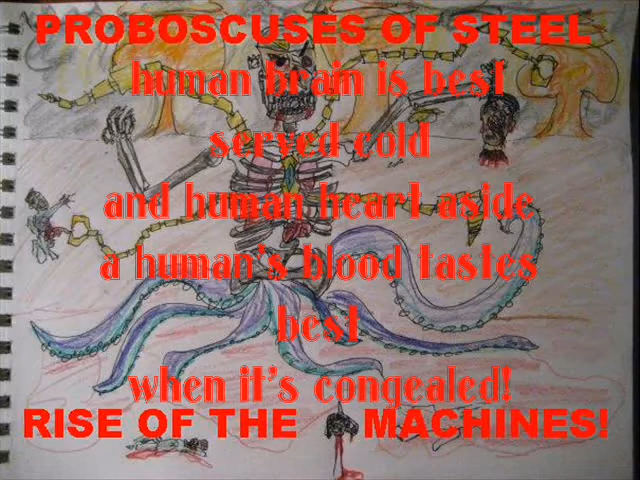 PROBOSCUSES OF STEEL
human brain is best
served cold
and human heart aside
a human's blood tastes
best
when it's congealed!
RISE OF THE MACHINES!